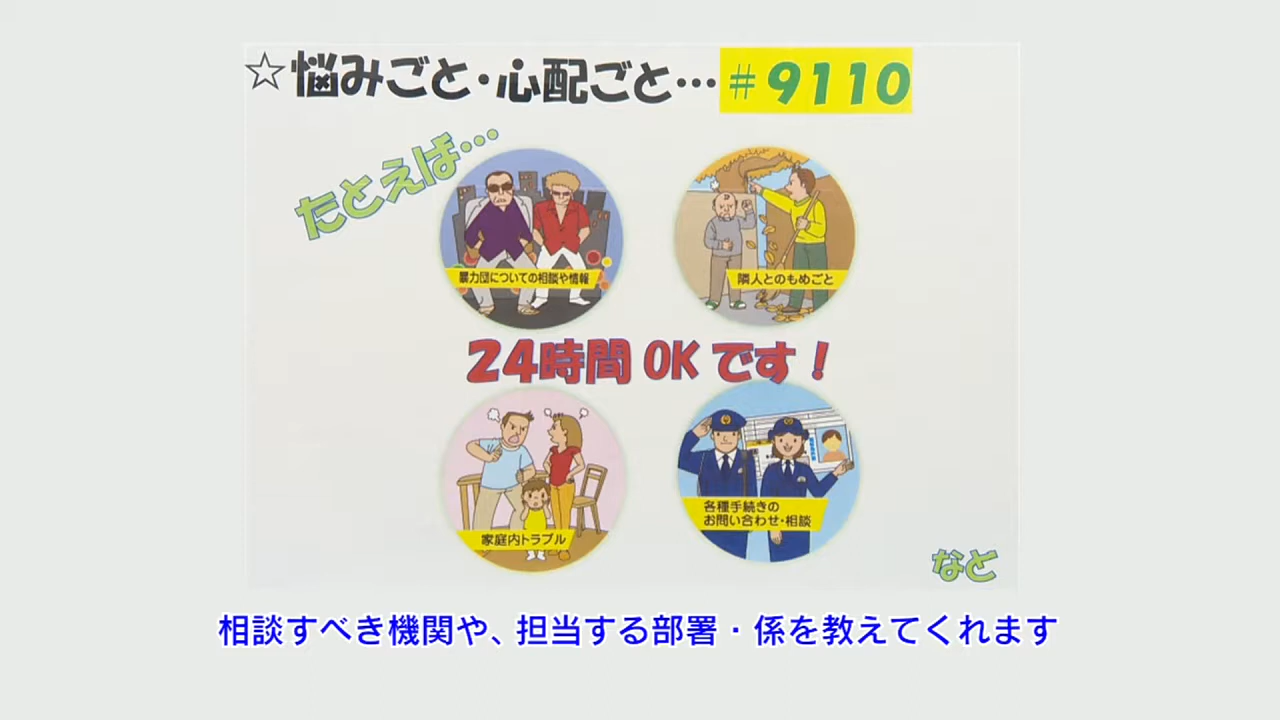 ☆悩みごと・心配ごと…#9110
たとえば…
暴力団についての相談や情報
隣人とのもめごと
24時間OKです!
家庭内トラブル
各種手続きの
お問い合わせ・相談
など
相談すべき機関や、担当する部署・係を教えてくれます